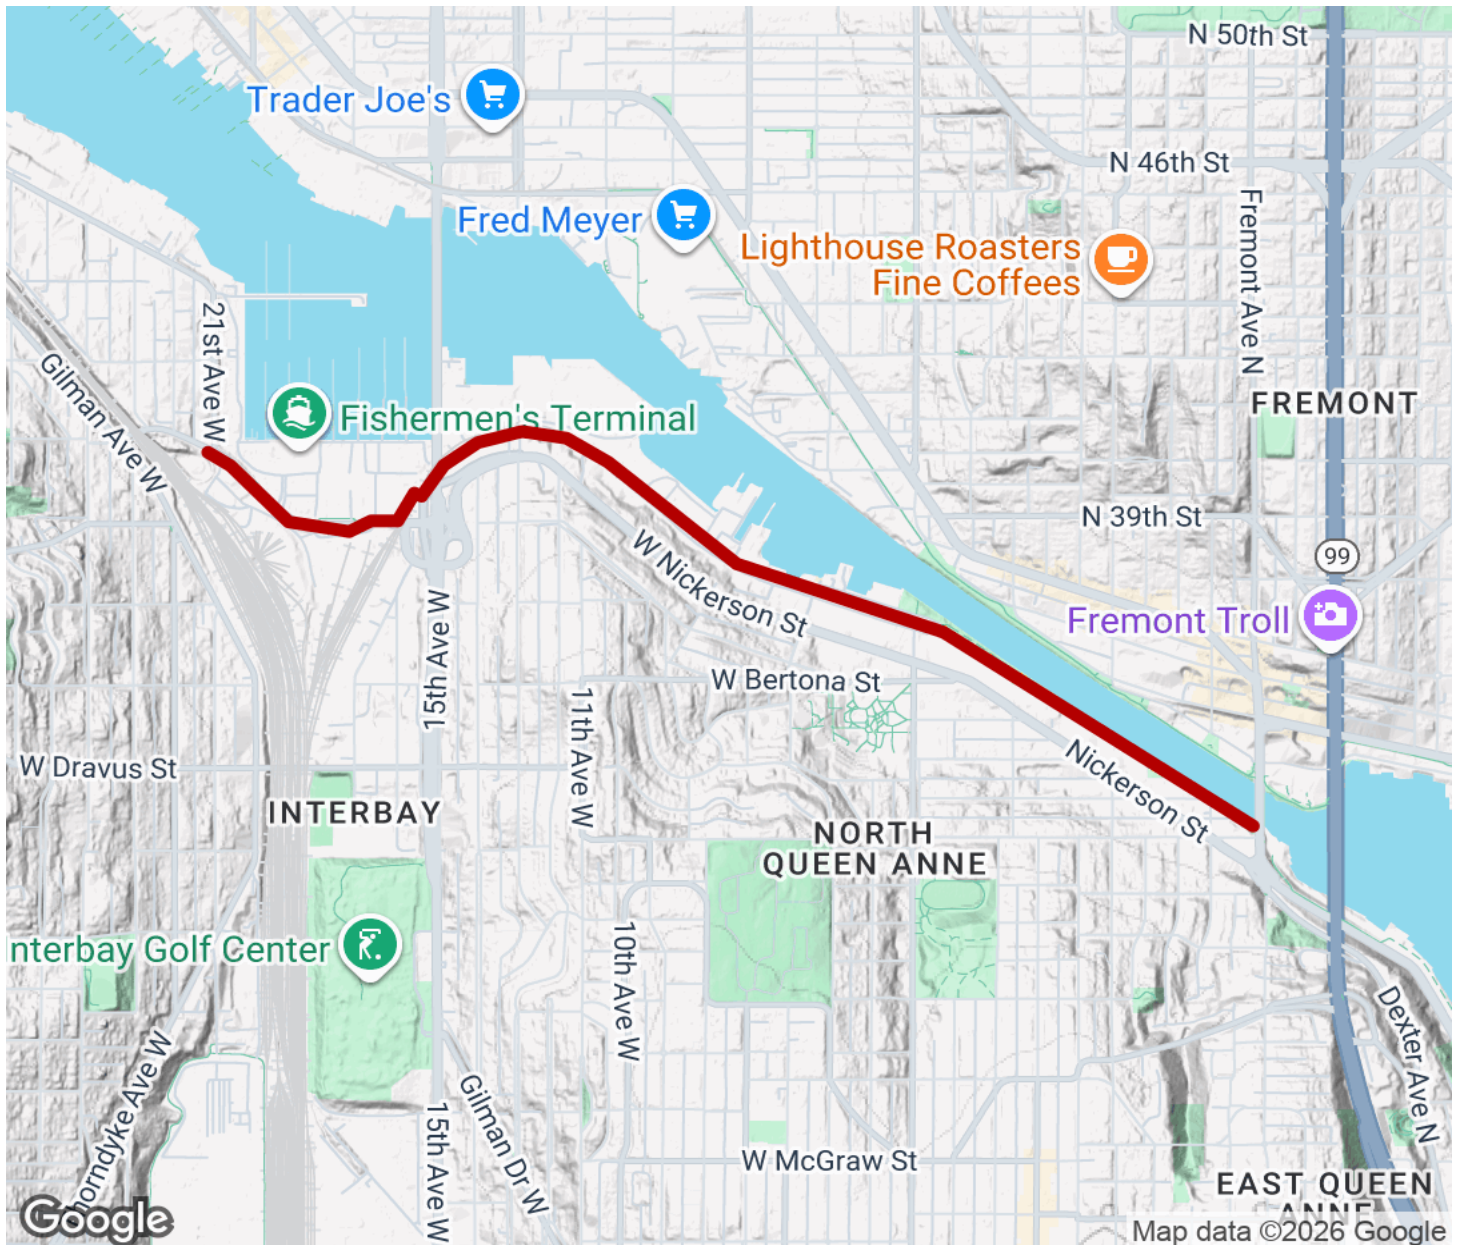 N 50th St
Trader Joe's
N 46th St
Fred Meyer
Lighthouse Roasters
Fine Coffees
Fremont Ave N
21st Ave W
Gilman Ave W
Fishermen's Terminal
FREMONT
N 39th St
99
W Nickerson St
Fremont Troll
15th Ave W
W Bertona St
11th Ave W
W Dravus St
Nickerson St
INTERBAY
NORTH
QUEEN ANNE
nterbay Golf Center
10th Ave W
Dexter Ave N
horndyke Ave W
Gilman Dr W
15th Ave W
W McGraw St
EAST QUEEN
ANNE
Google
Map data ©2026 Google